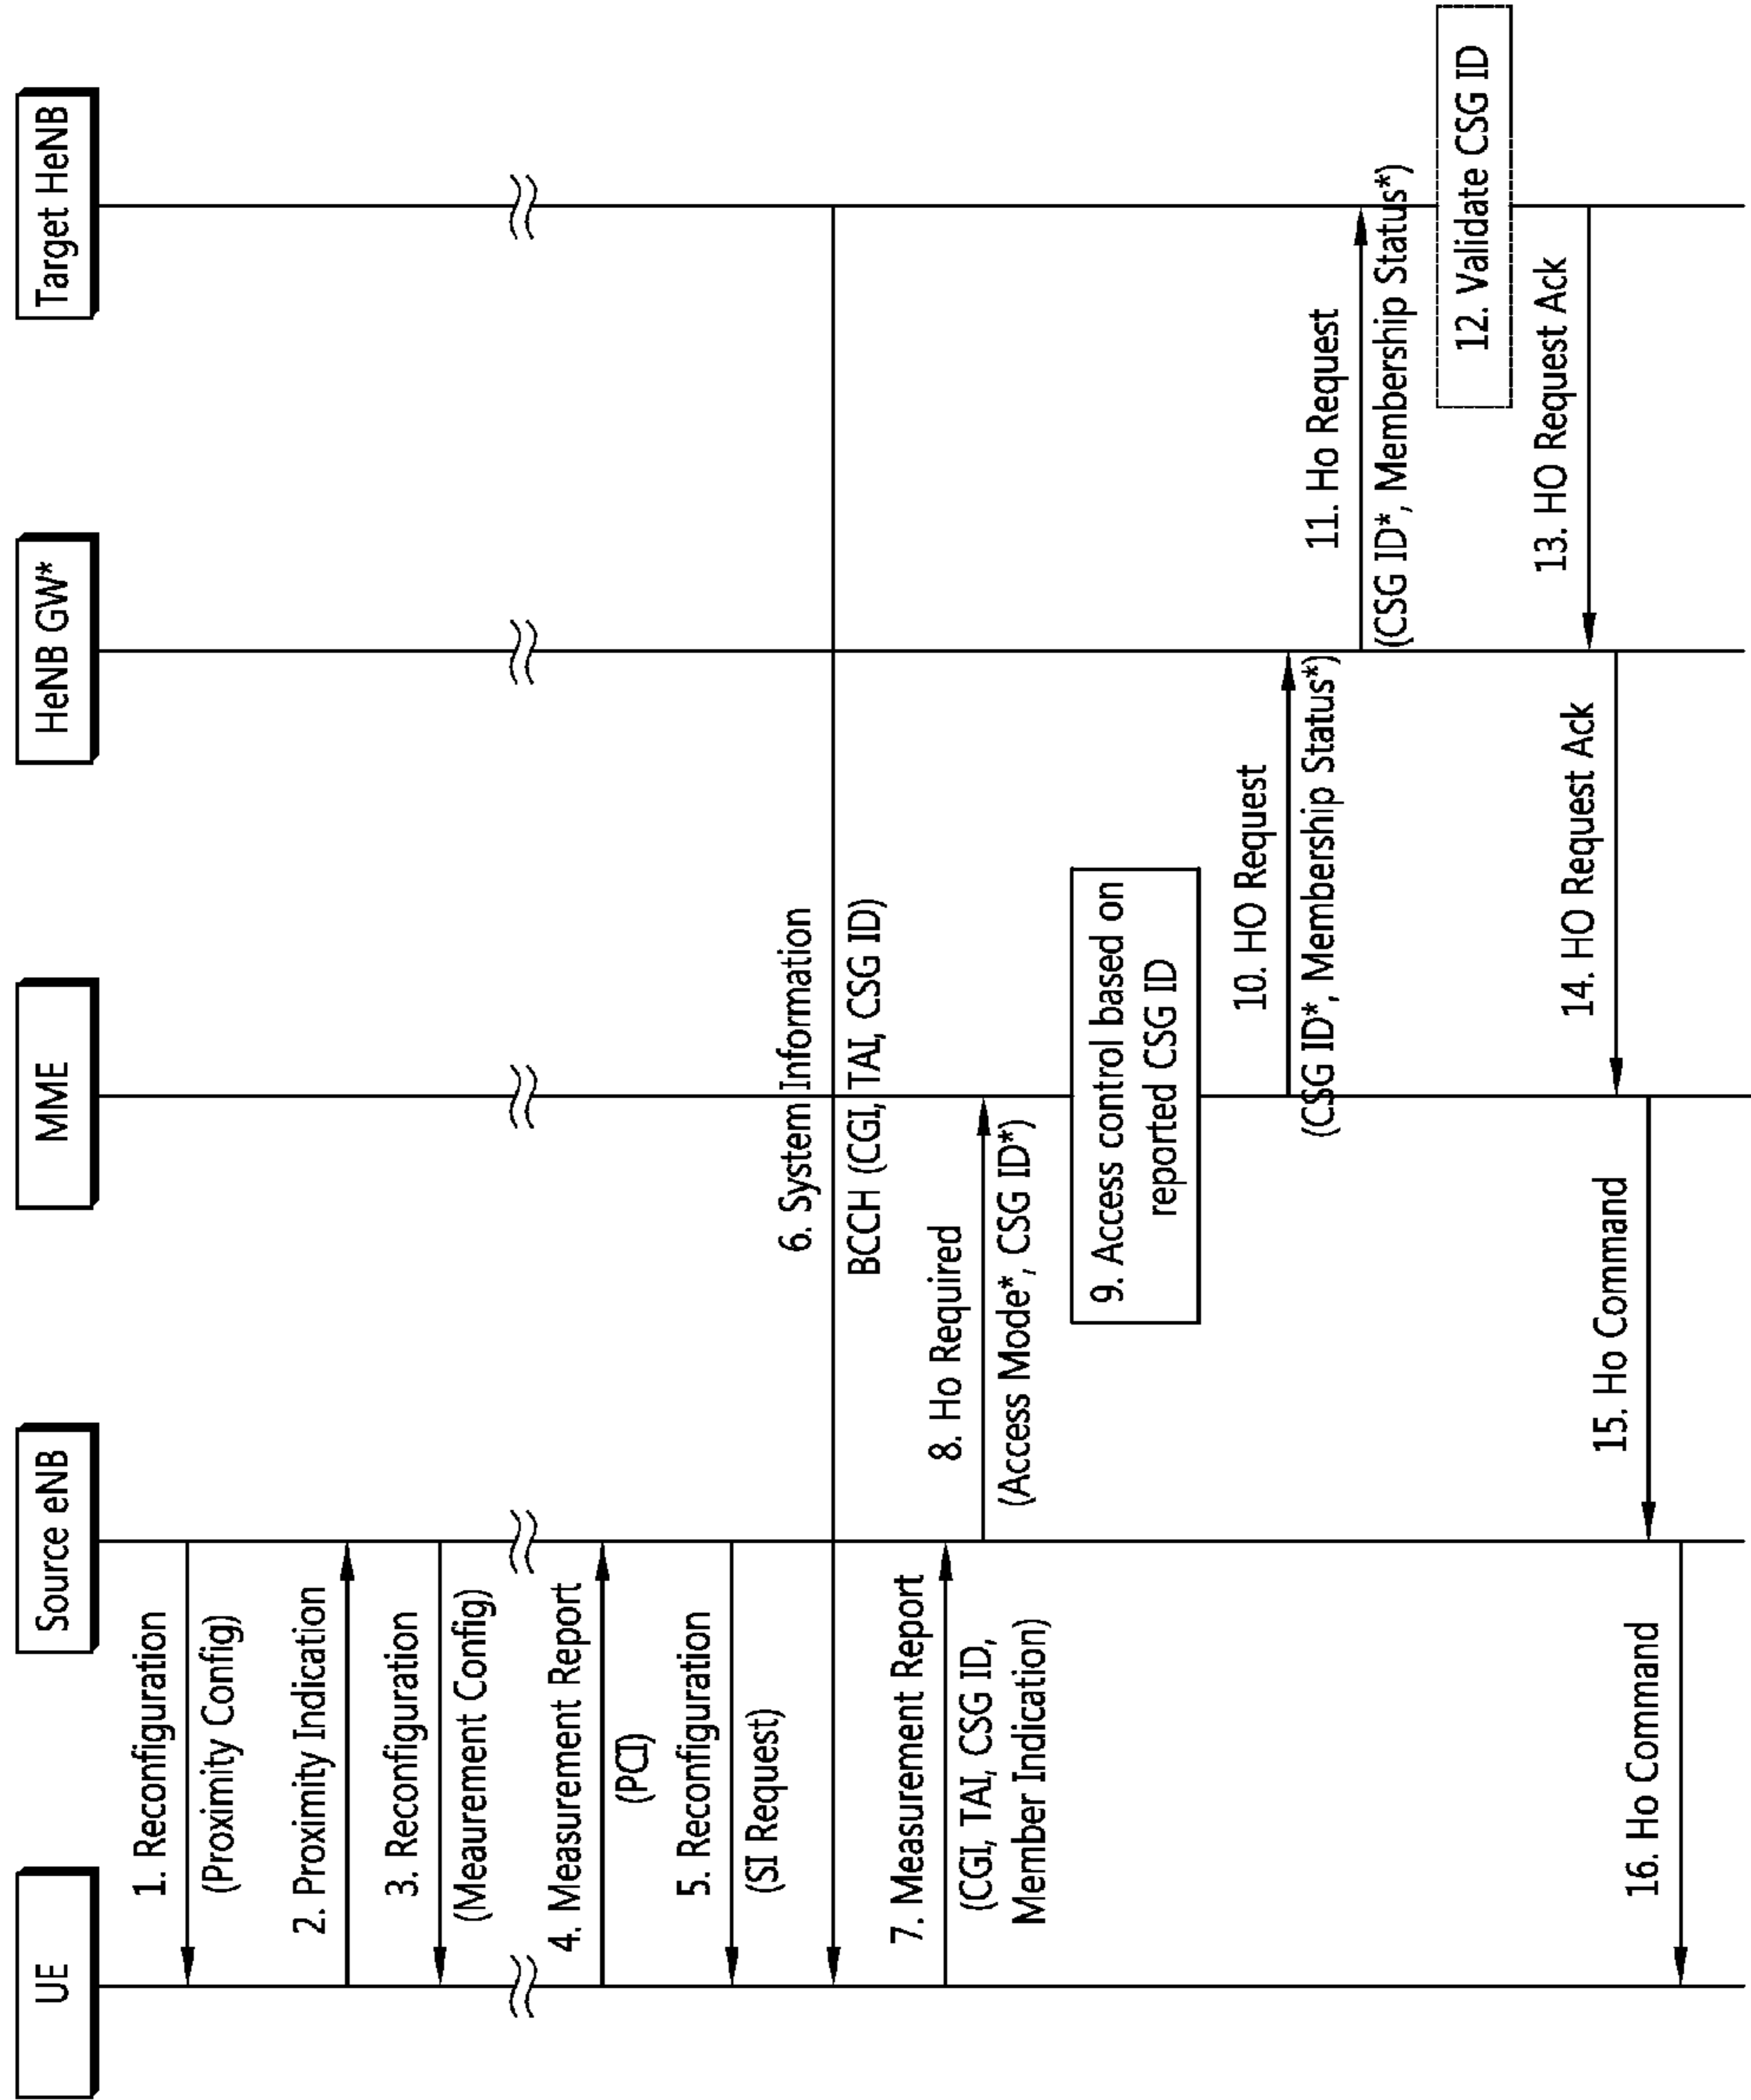 UE
Source eNB
MME
HeNB GW*
Target HeNB
1. Reconfiguration
(Proximity Config)
2. Proximity Indication
3. Reconfiguration
(Meaurement Config)
4. Measurement Report
(PCI)
5. Reconfiguration
(SI Request)
6. System Information
BCCH (CGI, TAI, CSG ID)
7. Measurement Report
(CGI, TAI, CSG ID,
Member Indication)
8. Ho Required
(Access Mode*, CSG ID*)
9. Access control based on
reported CSG ID
10. HO Request
(CSG ID*, Membership Status*)
11. Ho Request
(CSG ID*, Membership Status*)
12. Validate CSG ID
13. HO Request Ack
14. HO Request Ack
15. Ho Command
16. Ho Command